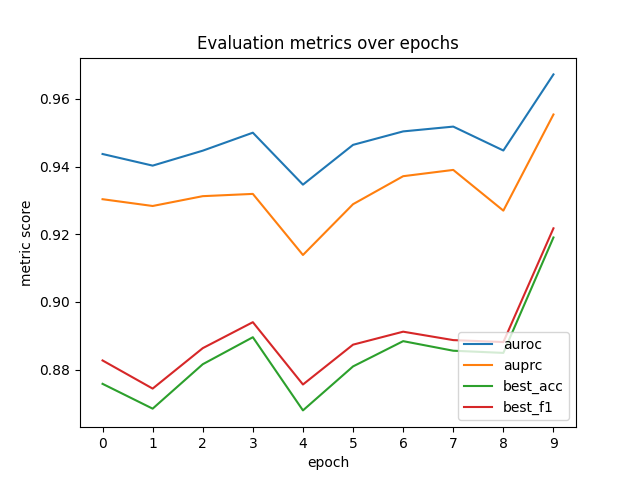 Evaluation metrics over epochs
metric score
0.96
0.94
0.92
0.90
0.88
auroc
auprc
best_acc
best_f1
0 1 2 3 4 5 6 7 8 9
epoch